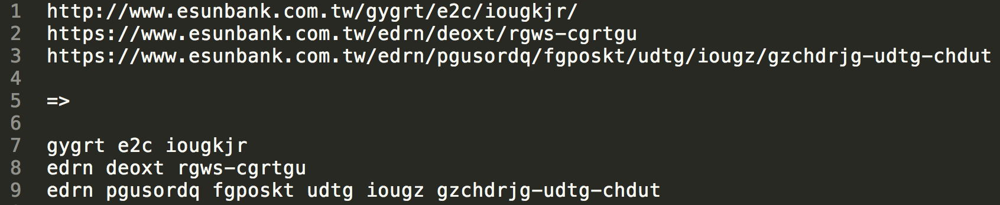 1 http://www.esunbank.com.tw/gygrt/e2c/iougkjr/
2 https://www.esunbank.com.tw/edrn/deoxt/rgws-cgrtgu
3 https://www.esunbank.com.tw/edrn/pgusordq/fgposkt/udtg/iougz/gzchdrjg-udtg-chdut
4
5 =>
6
7 gygrt e2c iougkjr
8 edrn deoxt rgws-cgrtgu
9 edrn pgusordq fgposkt udtg iougz gzchdrjg-udtg-chdut